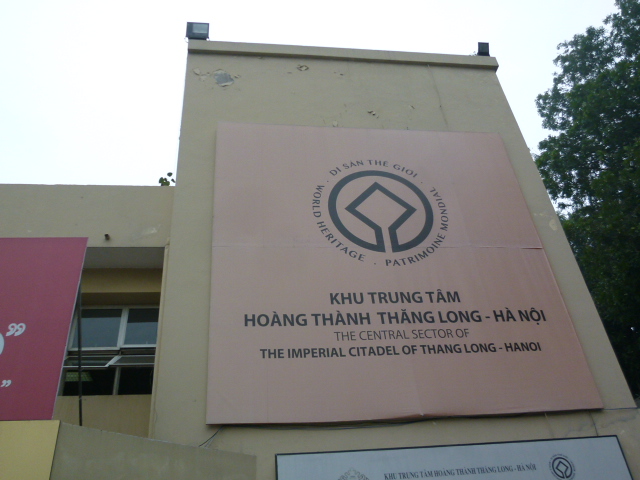 DI SẢN THẾ GIỚI · WORLD HERITAGE · PATRIMOINE MONDIAL ·
KHU TRUNG TÂM
HOÀNG THÀNH THĂNG LONG - HÀ NỘI
THE CENTRAL SECTOR OF
THE IMPERIAL CITADEL OF THANG LONG - HANOI
KHU TRUNG TÂM HOÀNG THÀNH THĂNG LONG - HÀ NỘI